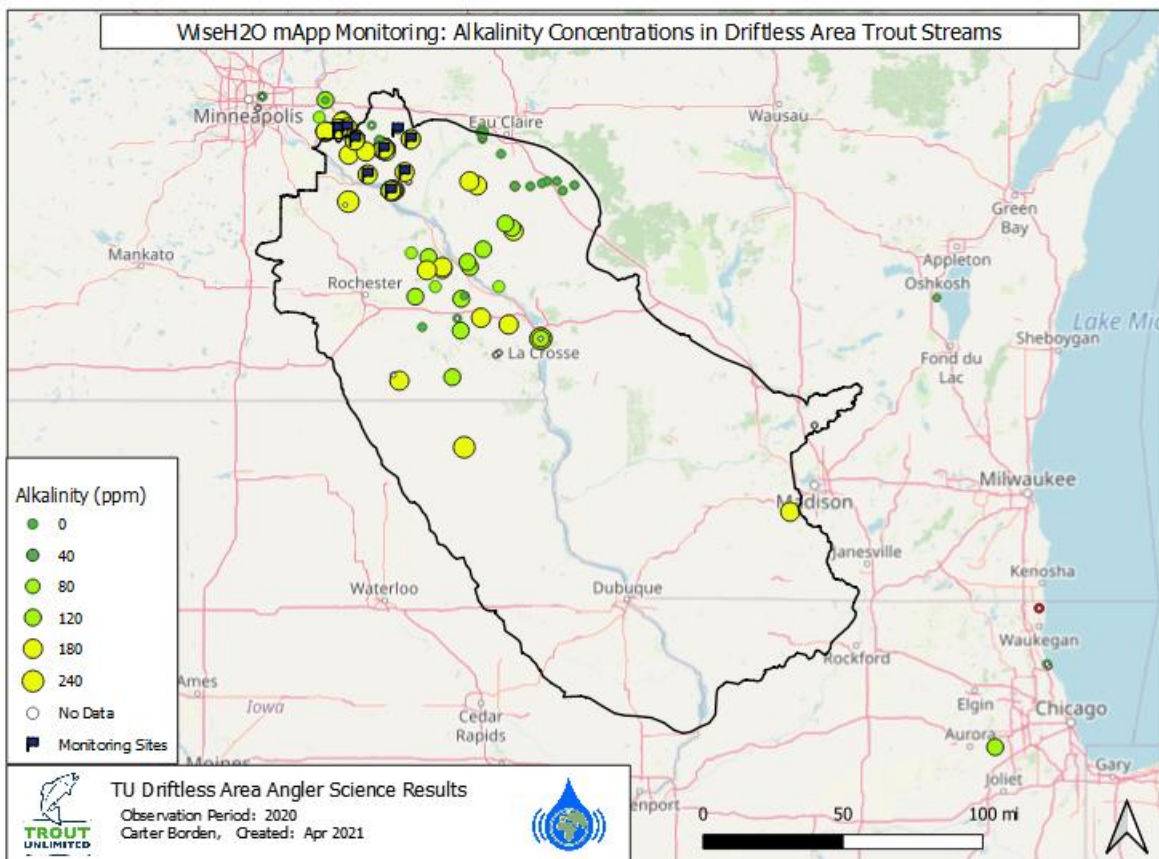 WiseH2O mApp Monitoring: Alkalinity Concentrations in Driftless Area Trout Streams
Minneapolis
Eau Claire
Wausau
Green Bay
Mankato
Rochester
Appleton
Oshkosh
Lake Mic
Sheboygan
Fond du Lac
La Crosse
Milwaukee
Madison
Janesville
Kenosha
Waterloo
Dubuque
Waukegan
Rockford
Ames
Iowa
Cedar Rapids
Elgin
Chicago
Aurora
Joliet
Gary
Moines
enport
Alkalinity (ppm)
0
40
80
120
180
240
No Data
Monitoring Sites
TROUT UNLIMITED
TU Driftless Area Angler Science Results
Observation Period: 2020
Carter Borden, Created: Apr 2021
0 50 100 mi